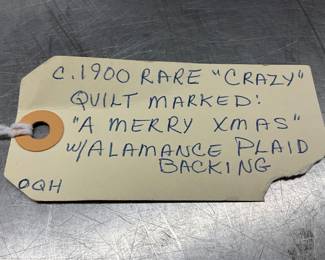 c.1900 RARE "CRAZY"
QUILT MARKED:
"A MERRY XMAS"
W/ALAMANCE PLAID
BACKING
OQH